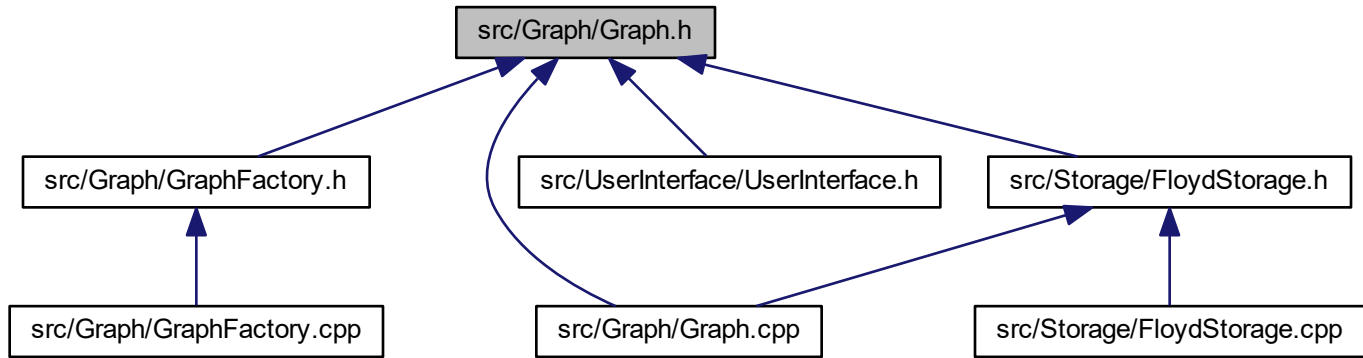 src/Graph/Graph.h
src/Graph/GraphFactory.h
src/UserInterface/UserInterface.h
src/Storage/FloydStorage.h
src/Graph/GraphFactory.cpp
src/Graph/Graph.cpp
src/Storage/FloydStorage.cpp